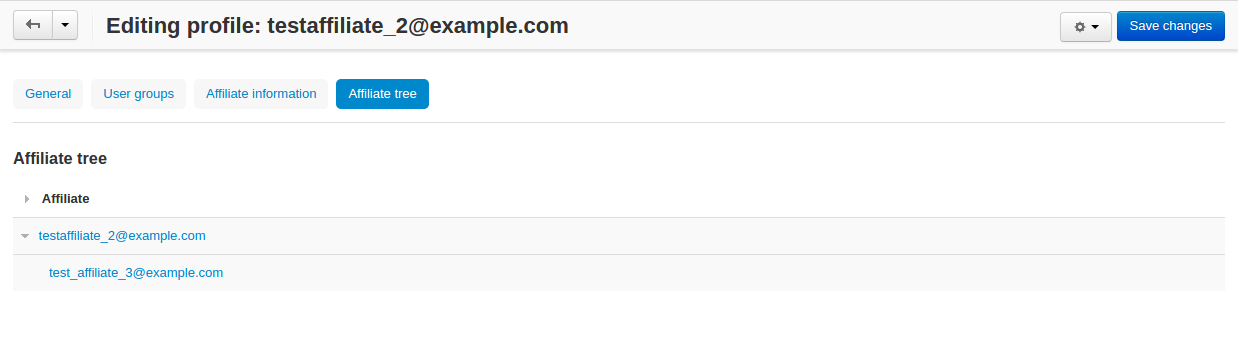 Editing profile: testaffiliate_2@example.com
Save changes
General
User groups
Affiliate information
Affiliate tree
Affiliate tree
Affiliate
testaffiliate_2@example.com
test_affiliate_3@example.com